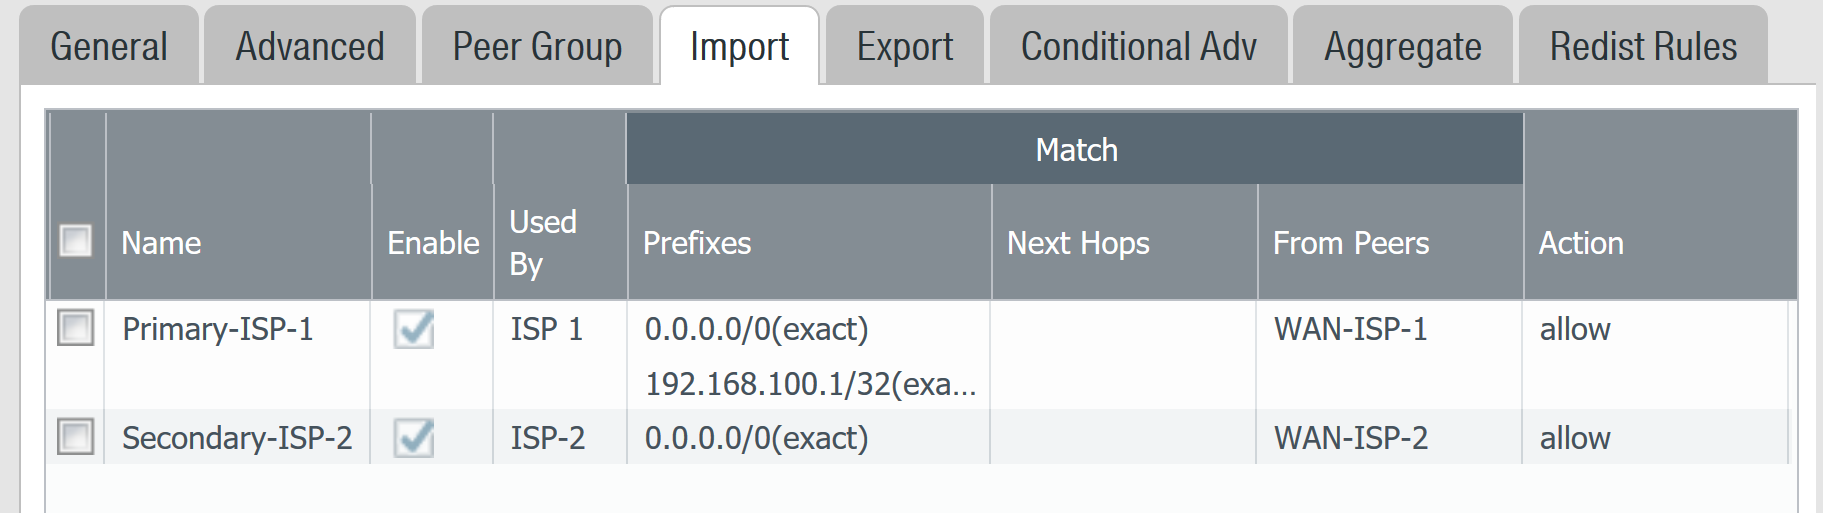 General Advanced Peer Group Import Export Conditional Adv Aggregate Redist Rules
Match
Name Enable Used By Prefixes Next Hops From Peers Action
Primary-ISP-1 ISP 1 0.0.0.0/0(exact) WAN-ISP-1 allow
192.168.100.1/32(exa...
Secondary-ISP-2 ISP-2 0.0.0.0/0(exact) WAN-ISP-2 allow